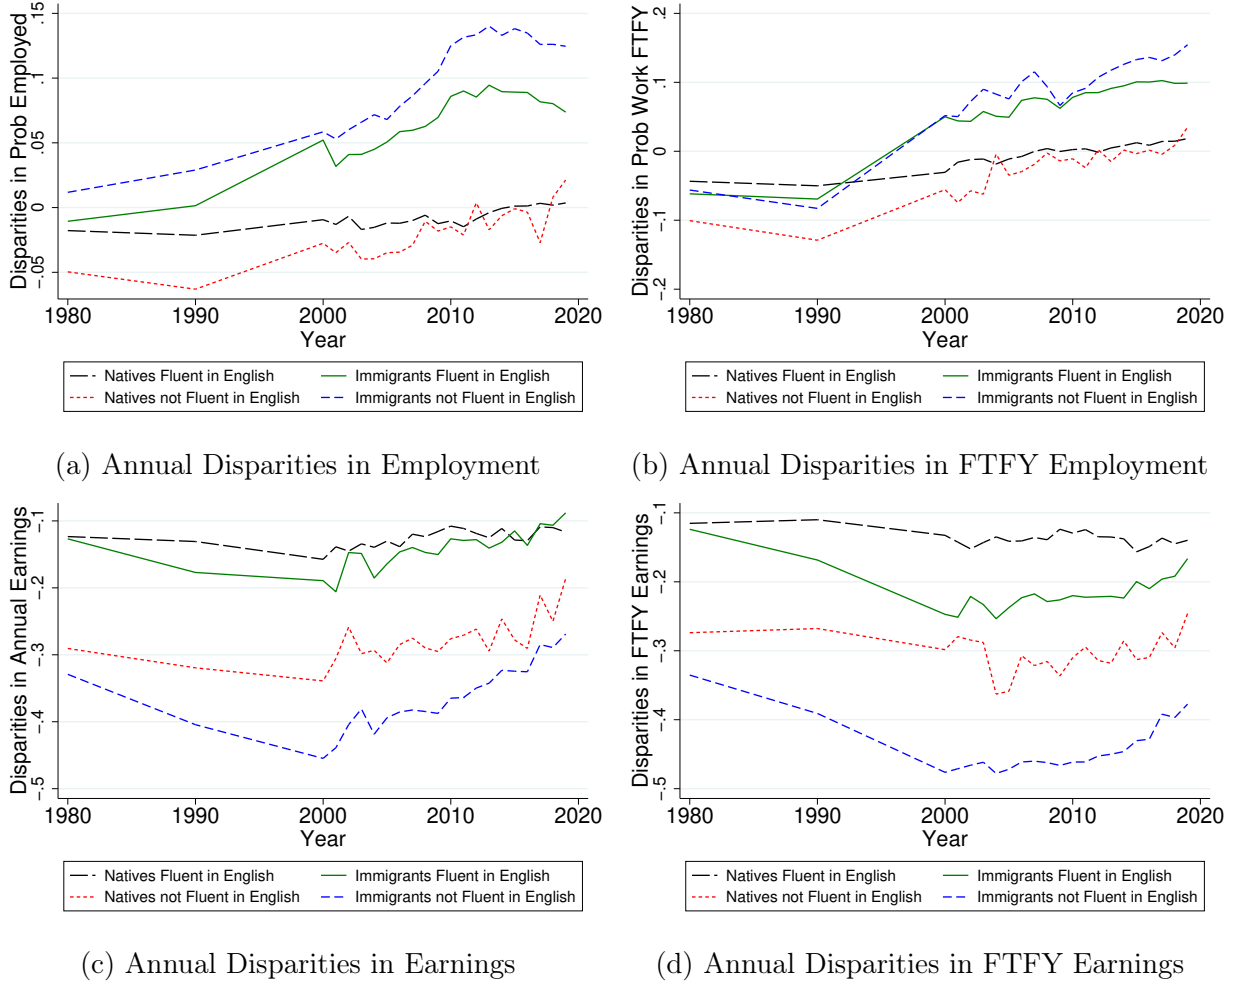 Disparities in Prob Employed
.15
.1
.05
0
-.05
1980 1990 2000 2010 2020
Year
Natives Fluent in English Immigrants Fluent in English
Natives not Fluent in English Immigrants not Fluent in English
(a) Annual Disparities in Employment
Disparities in Prob Work FTFY
.2
.1
0
-.1
-.2
1980 1990 2000 2010 2020
Year
Natives Fluent in English Immigrants Fluent in English
Natives not Fluent in English Immigrants not Fluent in English
(b) Annual Disparities in FTFY Employment
Disparities in Annual Earnings
-.1
-.2
-.3
-.4
-.5
1980 1990 2000 2010 2020
Year
Natives Fluent in English Immigrants Fluent in English
Natives not Fluent in English Immigrants not Fluent in English
(c) Annual Disparities in Earnings
Disparities in FTFY Earnings
-.1
-.2
-.3
-.4
-.5
1980 1990 2000 2010 2020
Year
Natives Fluent in English Immigrants Fluent in English
Natives not Fluent in English Immigrants not Fluent in English
(d) Annual Disparities in FTFY Earnings